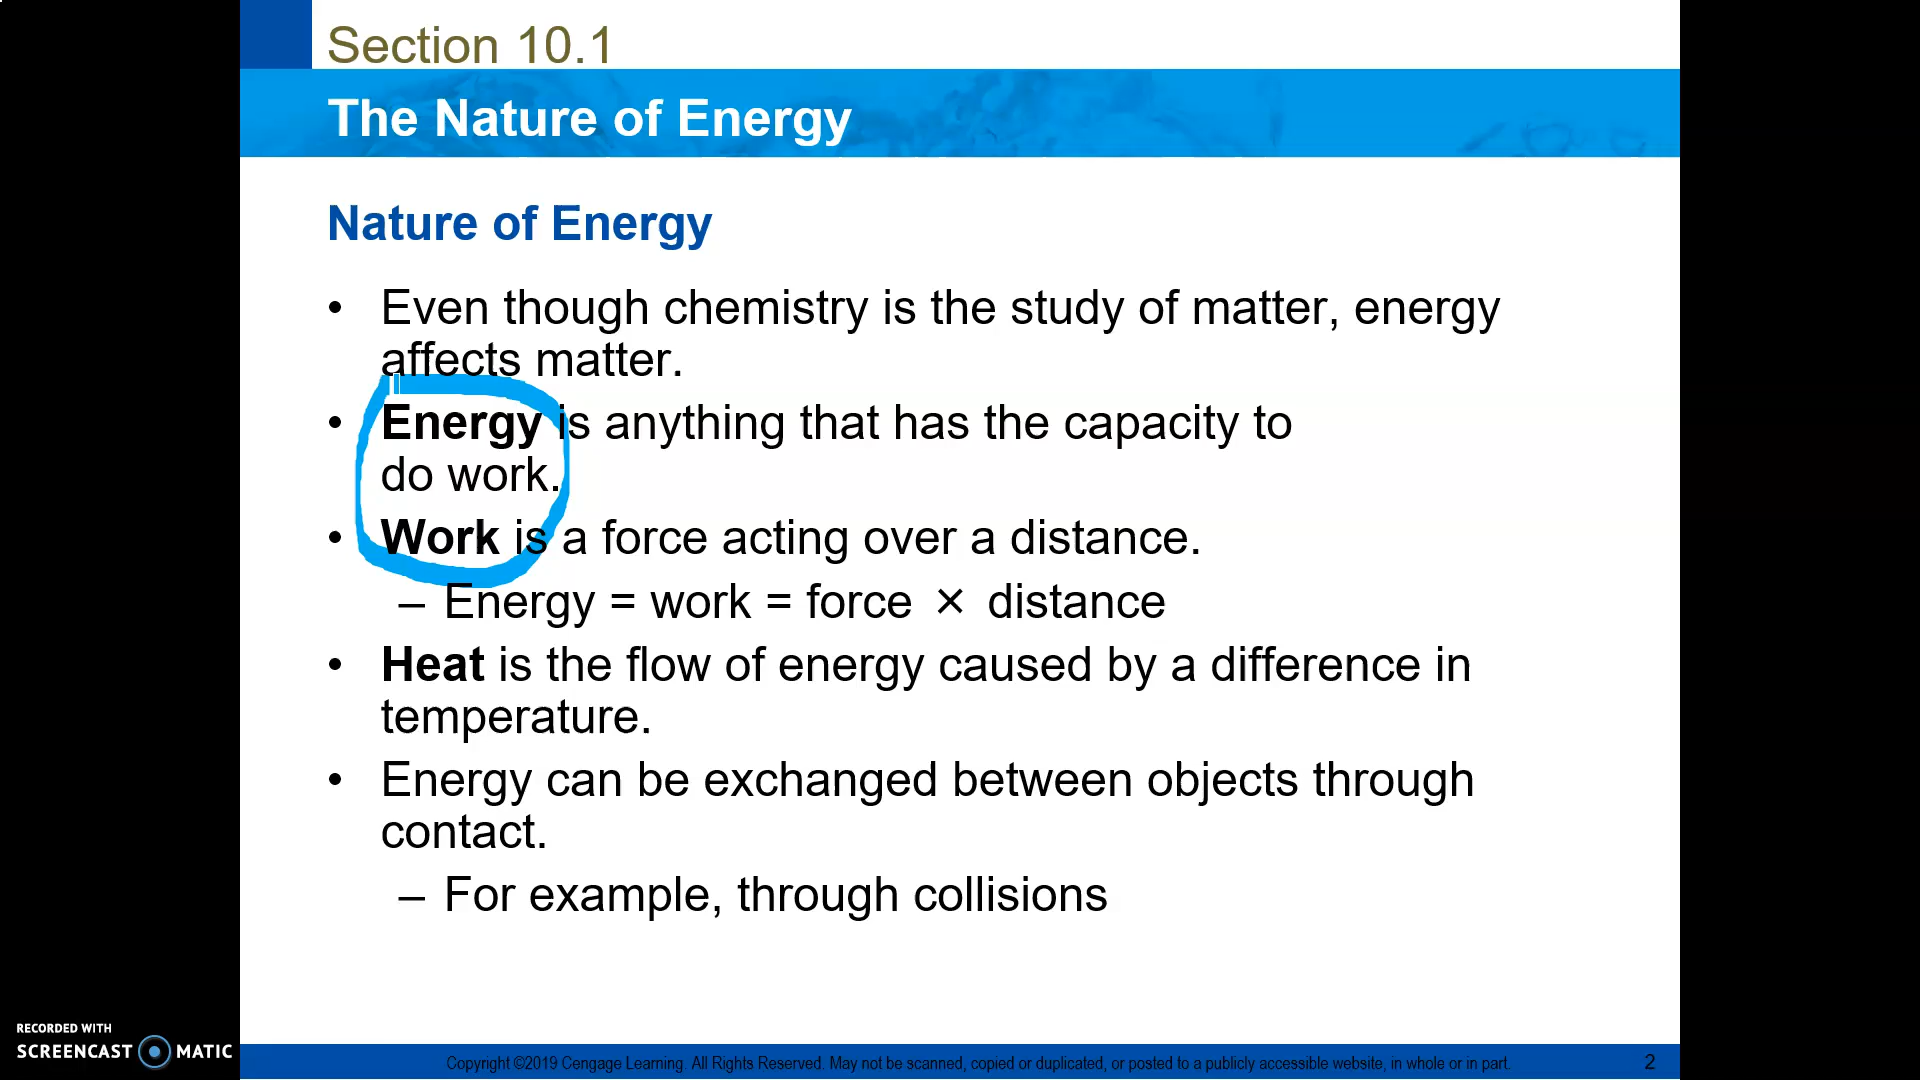 Section 10.1
The Nature of Energy
Nature of Energy
• Even though chemistry is the study of matter, energy
affects matter.
• Energy is anything that has the capacity to
do work.
• Work is a force acting over a distance.
– Energy = work = force × distance
• Heat is the flow of energy caused by a difference in
temperature.
• Energy can be exchanged between objects through
contact.
– For example, through collisions
RECORDED WITH
SCREENCAST MATIC
Copyright ©2019 Cengage Learning. All Rights Reserved. May not be scanned, copied or duplicated, or posted to a publicly accessible website, in whole or in part. 2